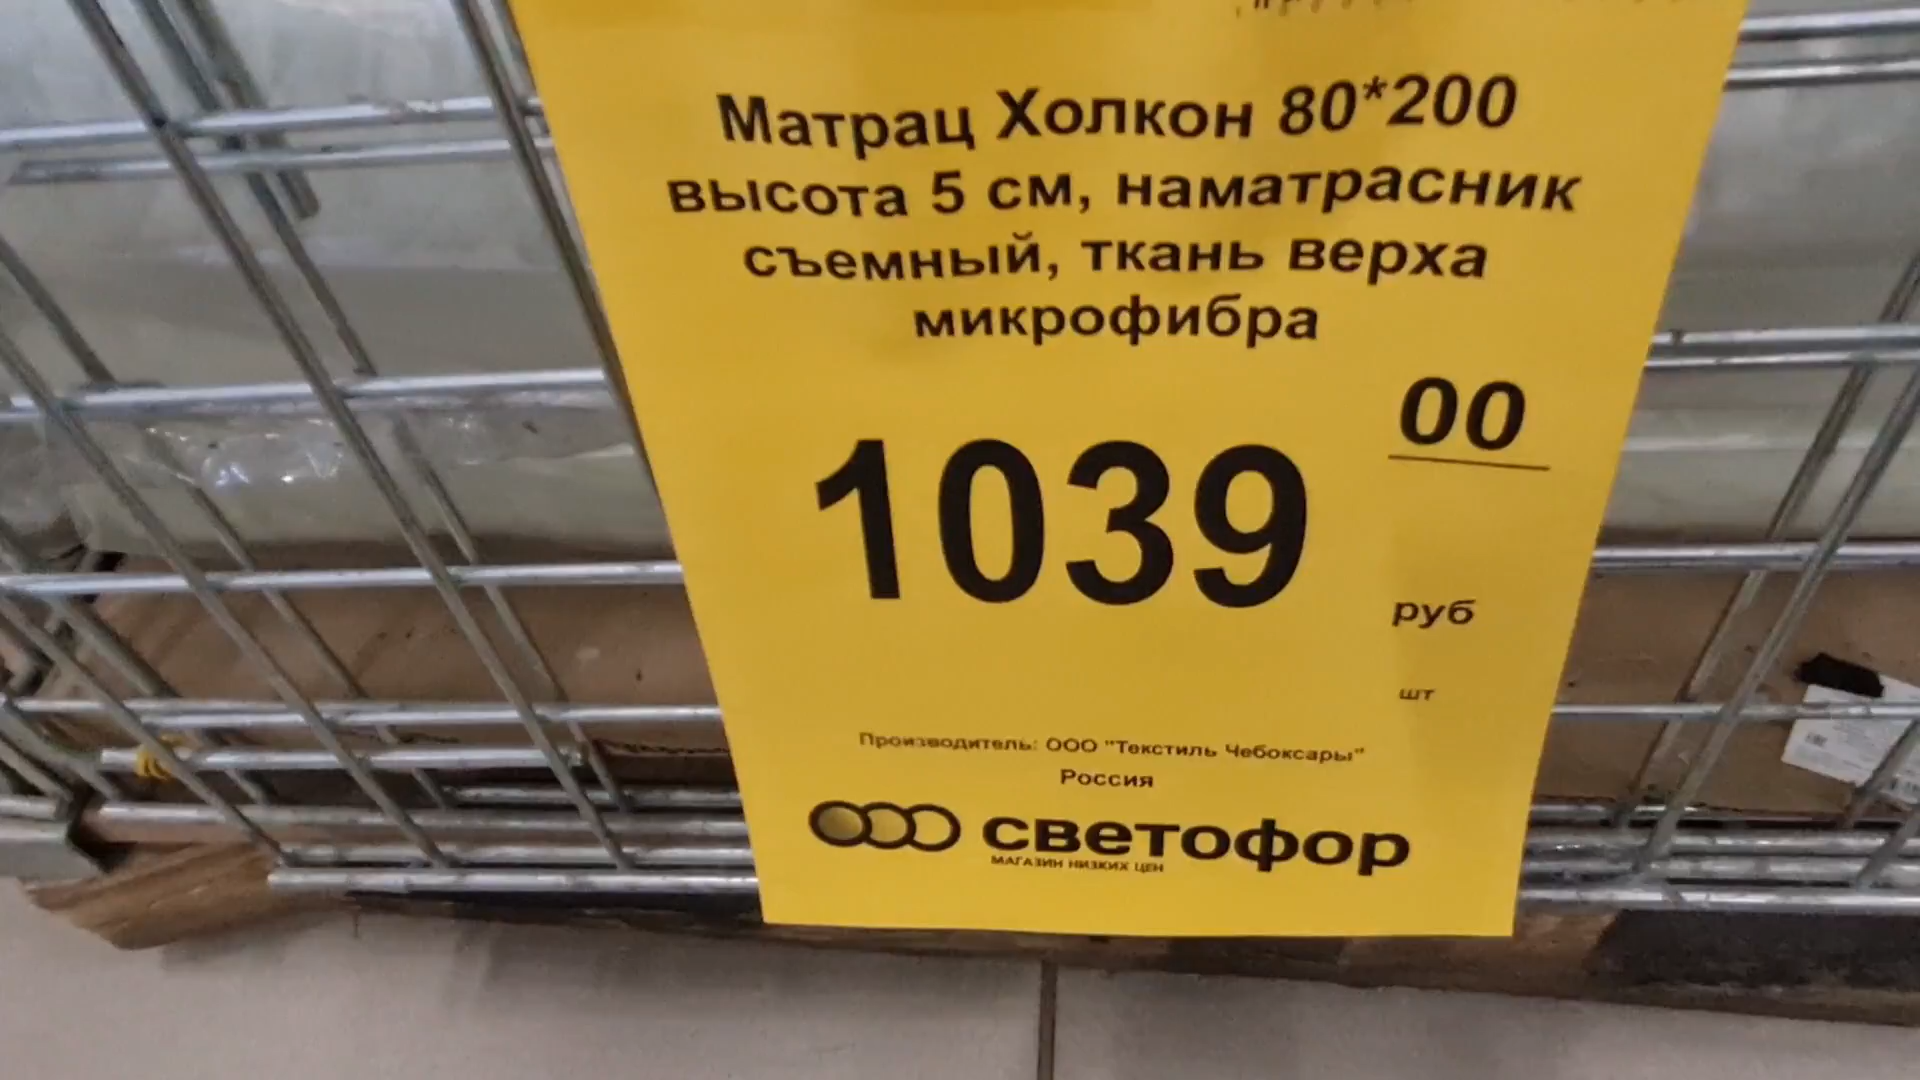 Матрац Холкон 80*200
высота 5 см, наматрасник
съемный, ткань верха
микрофибра
1039 00
руб
шт
Производитель: ООО "Текстиль Чебоксары"
Россия
светофор
МАГАЗИН НИЗКИХ ЦЕН